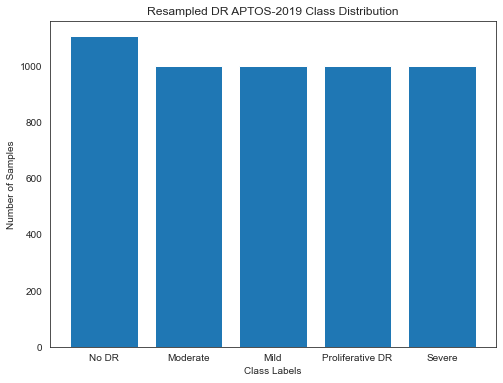 Resampled DR APTOS-2019 Class Distribution
Number of Samples
1000
800
600
400
200
0
No DR Moderate Mild Proliferative DR Severe
Class Labels